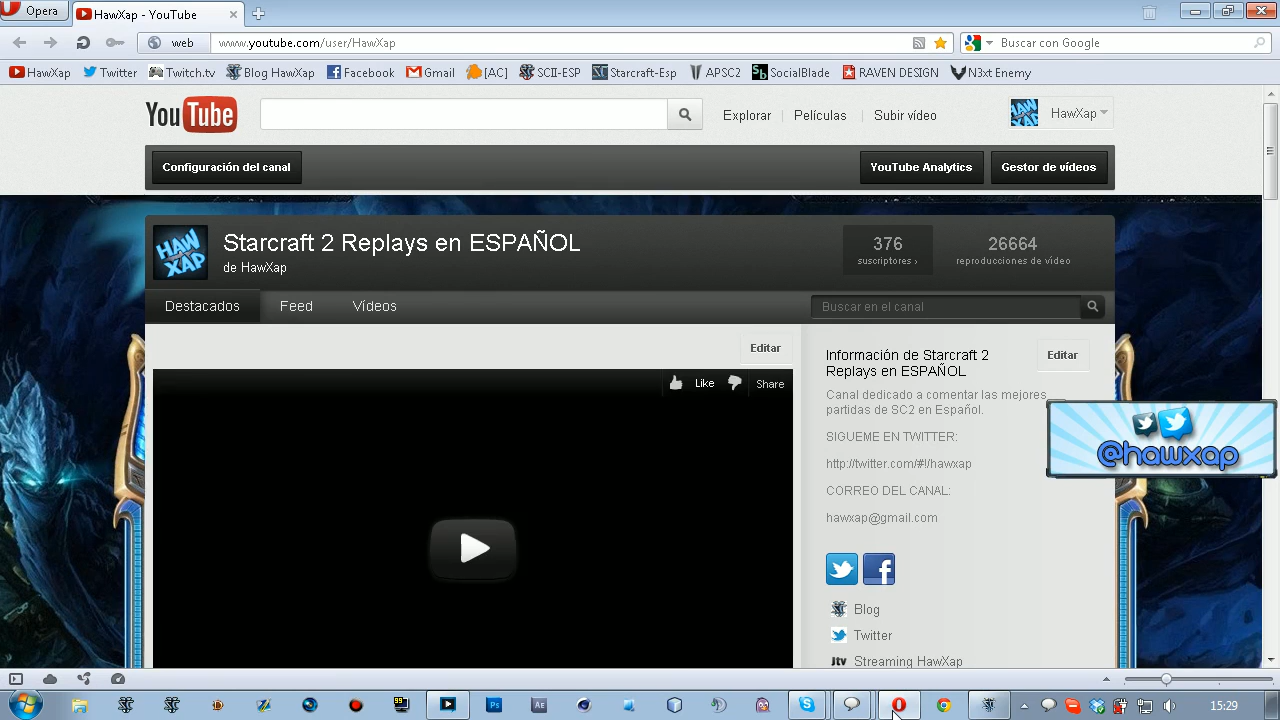 Opera
HawXap - YouTube
web
www.youtube.com/user/HawXap
Buscar con Google
HawXap
Twitter
Twitch.tv
Blog HawXap
Facebook
Gmail
[AC]
SCII-ESP
Starcraft-Esp
APSC2
SocialBlade
RAVEN DESIGN
N3xt Enemy
YouTube
Explorar
Películas
Subir vídeo
HawXap
Configuración del canal
YouTube Analytics
Gestor de vídeos
HAW XAP
Starcraft 2 Replays en ESPAÑOL
de HawXap
376
suscriptores ›
26664
reproducciones de vídeo
Destacados
Feed
Vídeos
Buscar en el canal
Editar
Like
Share
Información de Starcraft 2
Replays en ESPAÑOL
Editar
Canal dedicado a comentar las mejores
partidas de SC2 en Español.
SIGUEME EN TWITTER:
http://twitter.com/#!/hawxap
CORREO DEL CANAL:
hawxap@gmail.com
@hawxap
Blog
Twitter
Jtv Streaming HawXap
Ps
Ae
15:29